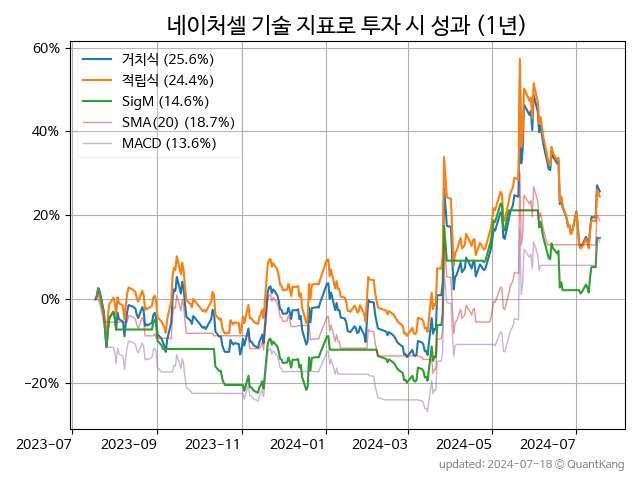 네이처셀 기술 지표로 투자 시 성과 (1년)
60%
40%
20%
0%
−20%
거치식 (25.6%)
적립식 (24.4%)
SigM (14.6%)
SMA(20) (18.7%)
MACD (13.6%)
2023-07 2023-09 2023-11 2024-01 2024-03 2024-05 2024-07
updated: 2024-07-18 © QuantKang